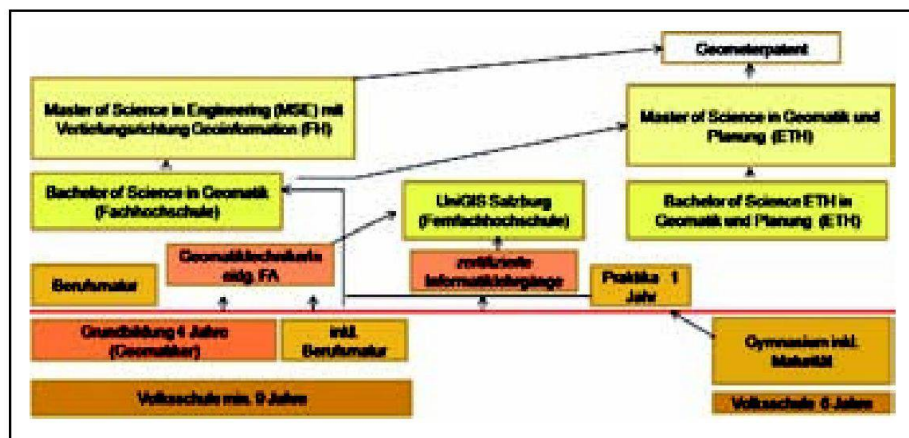 Geometerpatent
Master of Science in Engineering (MSE) mit
Vertiefungsrichtung Geoinformation (FH)
Master of Science in Geomatik und
Planung (ETH)
Bachelor of Science in Geomatik
(Fachhochschule)
UniGIS Salzburg
(Fernfachhochschule)
Bachelor of Science ETH in
Geomatik und Planung (ETH)
GeomatiktechnikerIn
eidg. FA
zertifizierte
Informatiklehrgänge
Berufsmatur
Praktika 1
Jahr
Grundbildung 4 Jahre
(Geomatiker)
inkl.
Berufsmatur
Gymnasium inkl.
Maturität
Volksschule min. 9 Jahre
Volksschule 6 Jahre